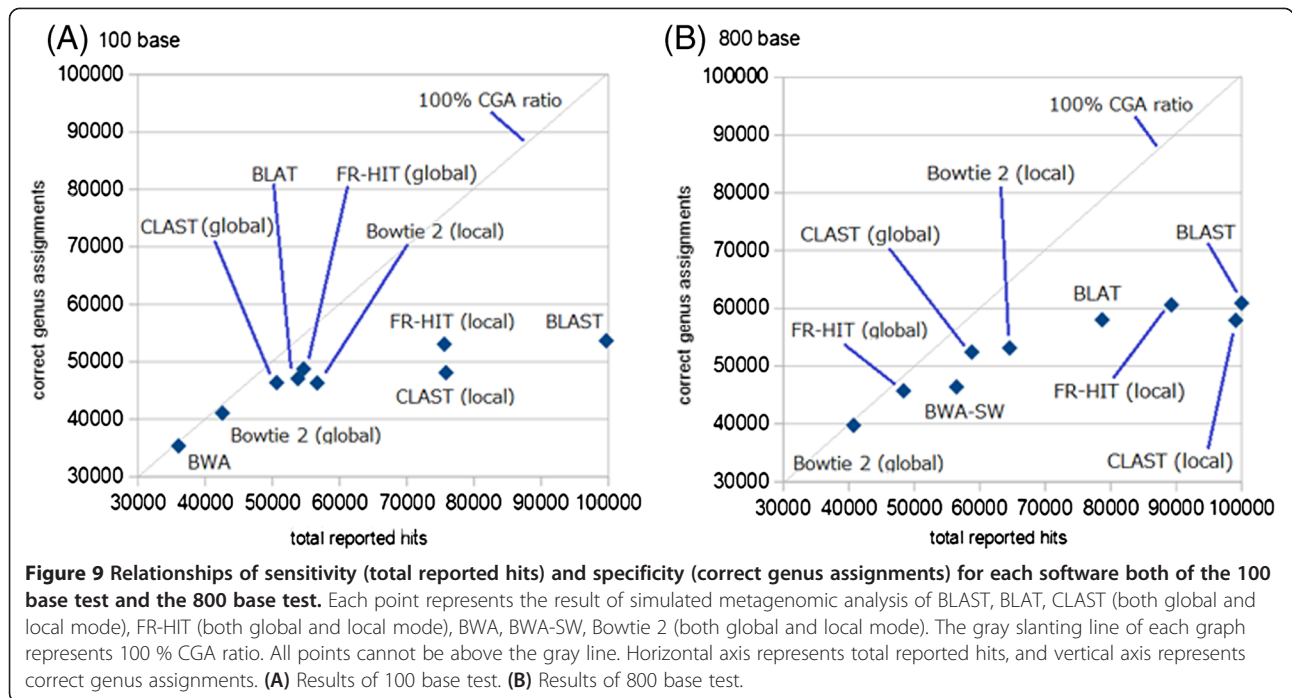 (A) 100 base
100000
90000
80000
70000
60000
50000
40000
30000
correct genus assignments
100% CGA ratio
BLAT
FR-HIT (global)
CLAST (global)
Bowtie 2 (local)
FR-HIT (local)
BLAST
CLAST (local)
Bowtie 2 (global)
BWA
30000 40000 50000 60000 70000 80000 90000 100000
total reported hits
(B) 800 base
100000
90000
80000
70000
60000
50000
40000
30000
correct genus assignments
100% CGA ratio
Bowtie 2 (local)
CLAST (global)
BLAST
BLAT
FR-HIT (global)
FR-HIT (local)
BWA-SW
Bowtie 2 (global)
CLAST (local)
30000 40000 50000 60000 70000 80000 90000 100000
total reported hits
Figure 9 Relationships of sensitivity (total reported hits) and specificity (correct genus assignments) for each software both of the 100
base test and the 800 base test. Each point represents the result of simulated metagenomic analysis of BLAST, BLAT, CLAST (both global and
local mode), FR-HIT (both global and local mode), BWA, BWA-SW, Bowtie 2 (both global and local mode). The gray slanting line of each graph
represents 100 % CGA ratio. All points cannot be above the gray line. Horizontal axis represents total reported hits, and vertical axis represents
correct genus assignments. (A) Results of 100 base test. (B) Results of 800 base test.